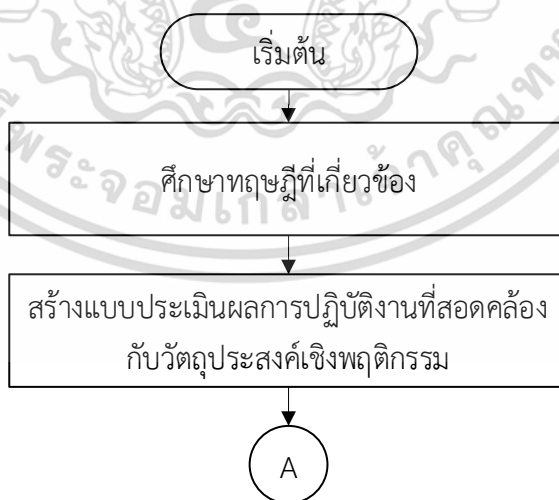 เริ่มต้น
ศึกษาทฤษฎีที่เกี่ยวข้อง
สร้างแบบประเมินผลการปฏิบัติงานที่สอดคล้อง
กับวัตถุประสงค์เชิงพฤติกรรม
A